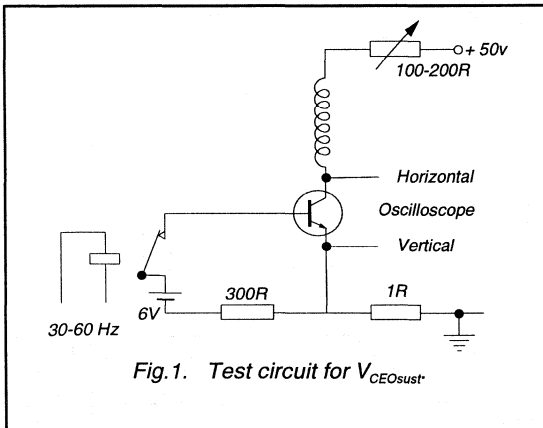 + 50v
100-200R
Horizontal
Oscilloscope
Vertical
300R
1R
6V
30-60 Hz
Fig.1. Test circuit for VCEOsust.